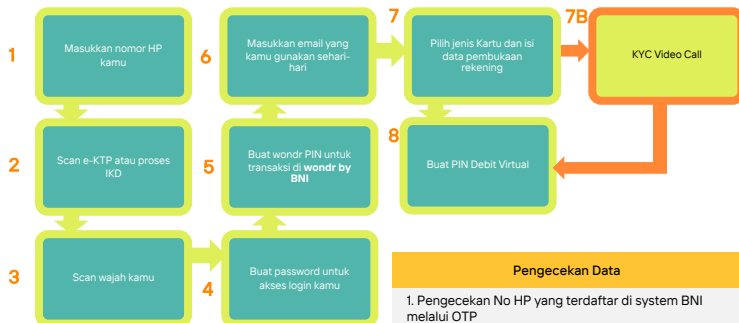 1
Masukkan nomor HP
kamu
2
Scan e-KTP atau proses
IKD
3
Scan wajah kamu
4
Buat password untuk
akses login kamu
5
Buat wondr PIN untuk
transaksi di wondr by
BNI
6
Masukkan email yang
kamu gunakan sehari-
hari
7
Pilih jenis Kartu dan isi
data pembukaan
rekening
7B
KYC Video Call
8
Buat PIN Debit Virtual
Pengecekan Data
1. Pengecekan No HP yang terdaftar di system BNI
melalui OTP